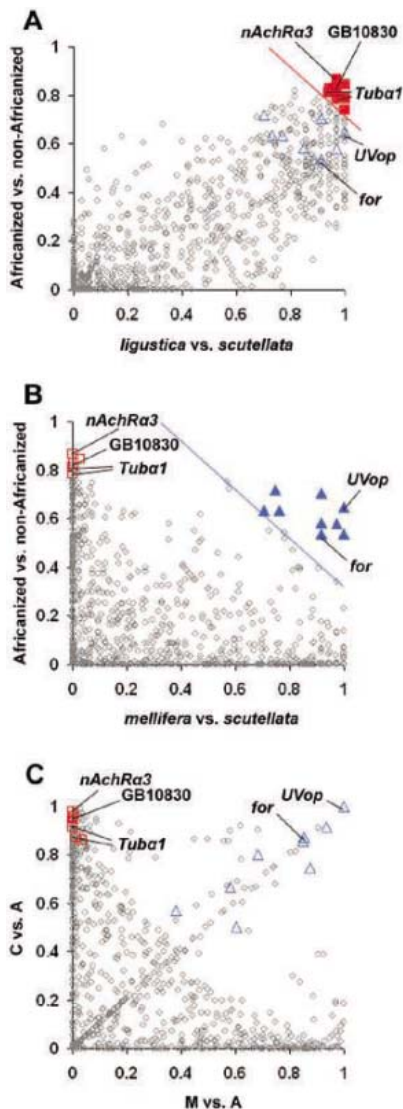 A
nAchRα3
GB10830
Tubα1
UVop
for
Africanized vs. non-Africanized
1
0.8
0.6
0.4
0.2
0
0 0.2 0.4 0.6 0.8 1
ligustica vs. scutellata
B
nAchRα3
GB10830
Tubα1
UVop
for
Africanized vs. non-Africanized
1
0.8
0.6
0.4
0.2
0
0 0.2 0.4 0.6 0.8 1
mellifera vs. scutellata
C
nAchRα3
GB10830
Tubα1
for
UVop
C vs. A
1
0.8
0.6
0.4
0.2
0
0 0.2 0.4 0.6 0.8 1
M vs. A